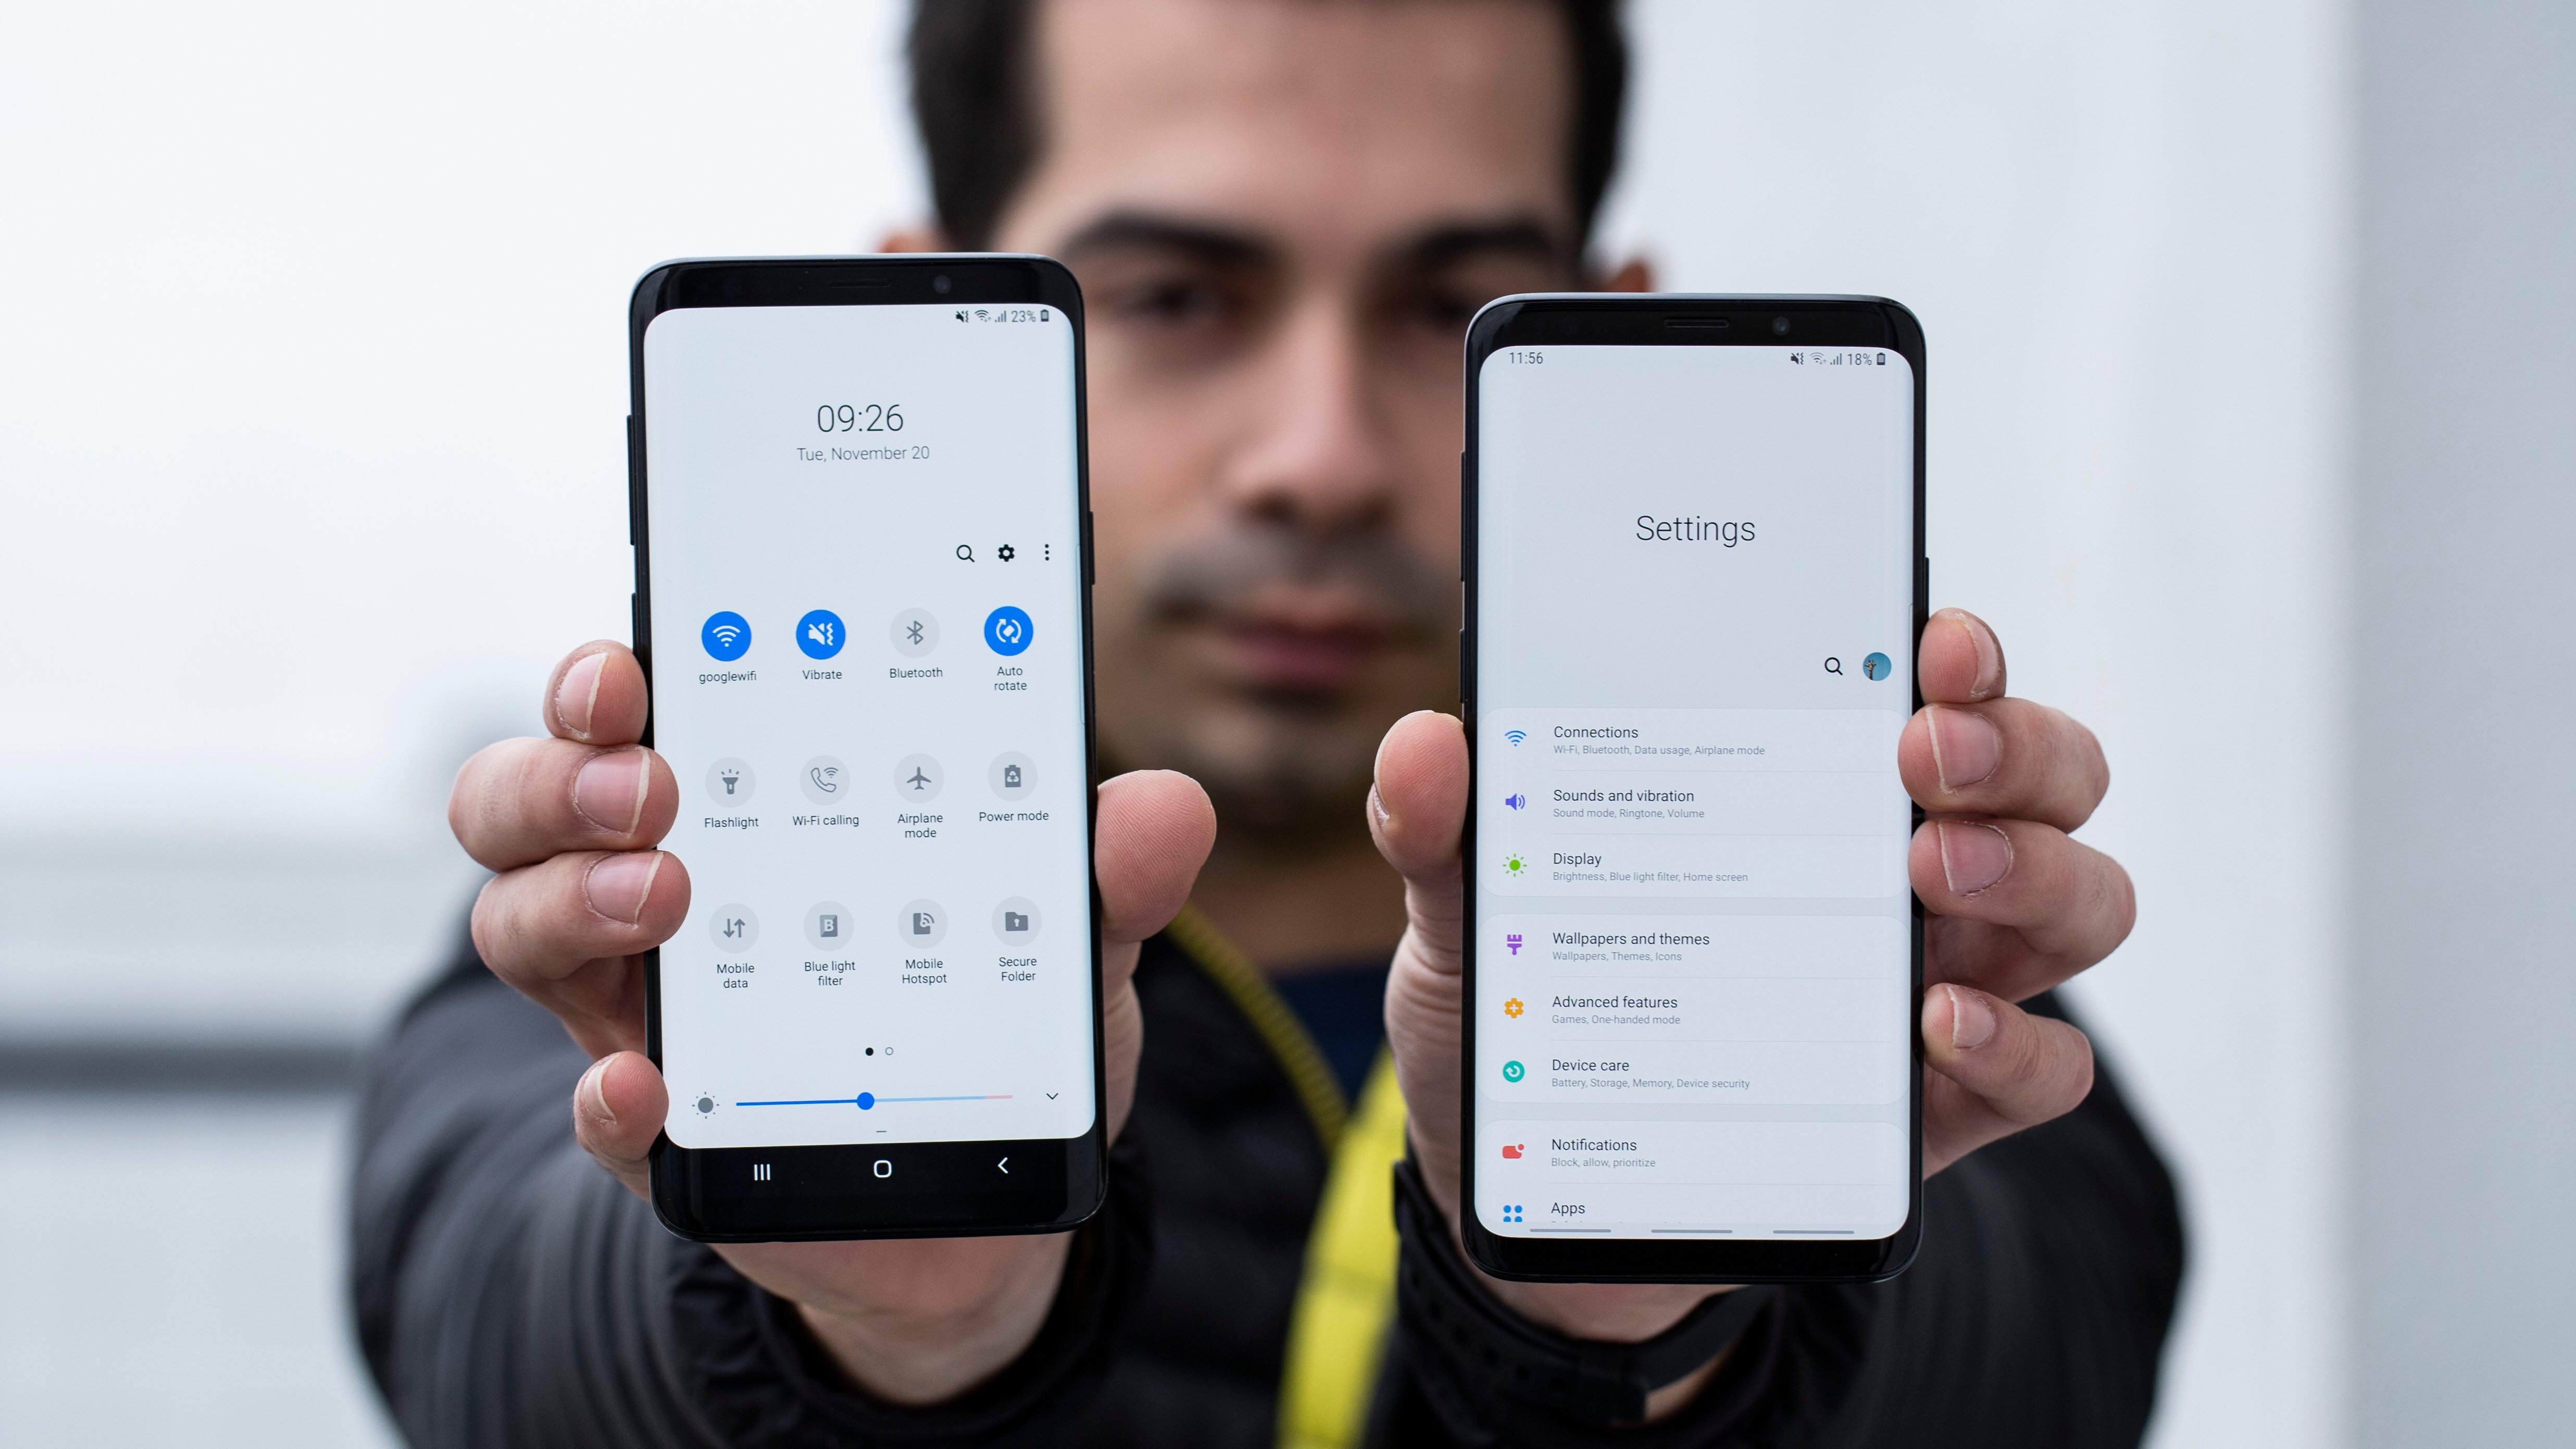 23%
09:26
Tue, November 20
googlewifi
Vibrate
Bluetooth
Auto
rotate
Flashlight
Wi-Fi calling
Airplane
mode
Power mode
Mobile
data
B
Blue light
filter
Mobile
Hotspot
Secure
Folder
11:56 18%
Settings
Connections
Wi-Fi, Bluetooth, Data usage, Airplane mode
Sounds and vibration
Sound mode, Ringtone, Volume
Display
Brightness, Blue light filter, Home screen
Wallpapers and themes
Wallpapers, Themes, Icons
Advanced features
Games, One-handed mode
Device care
Battery, Storage, Memory, Device security
Notifications
Block, allow, prioritize
Apps